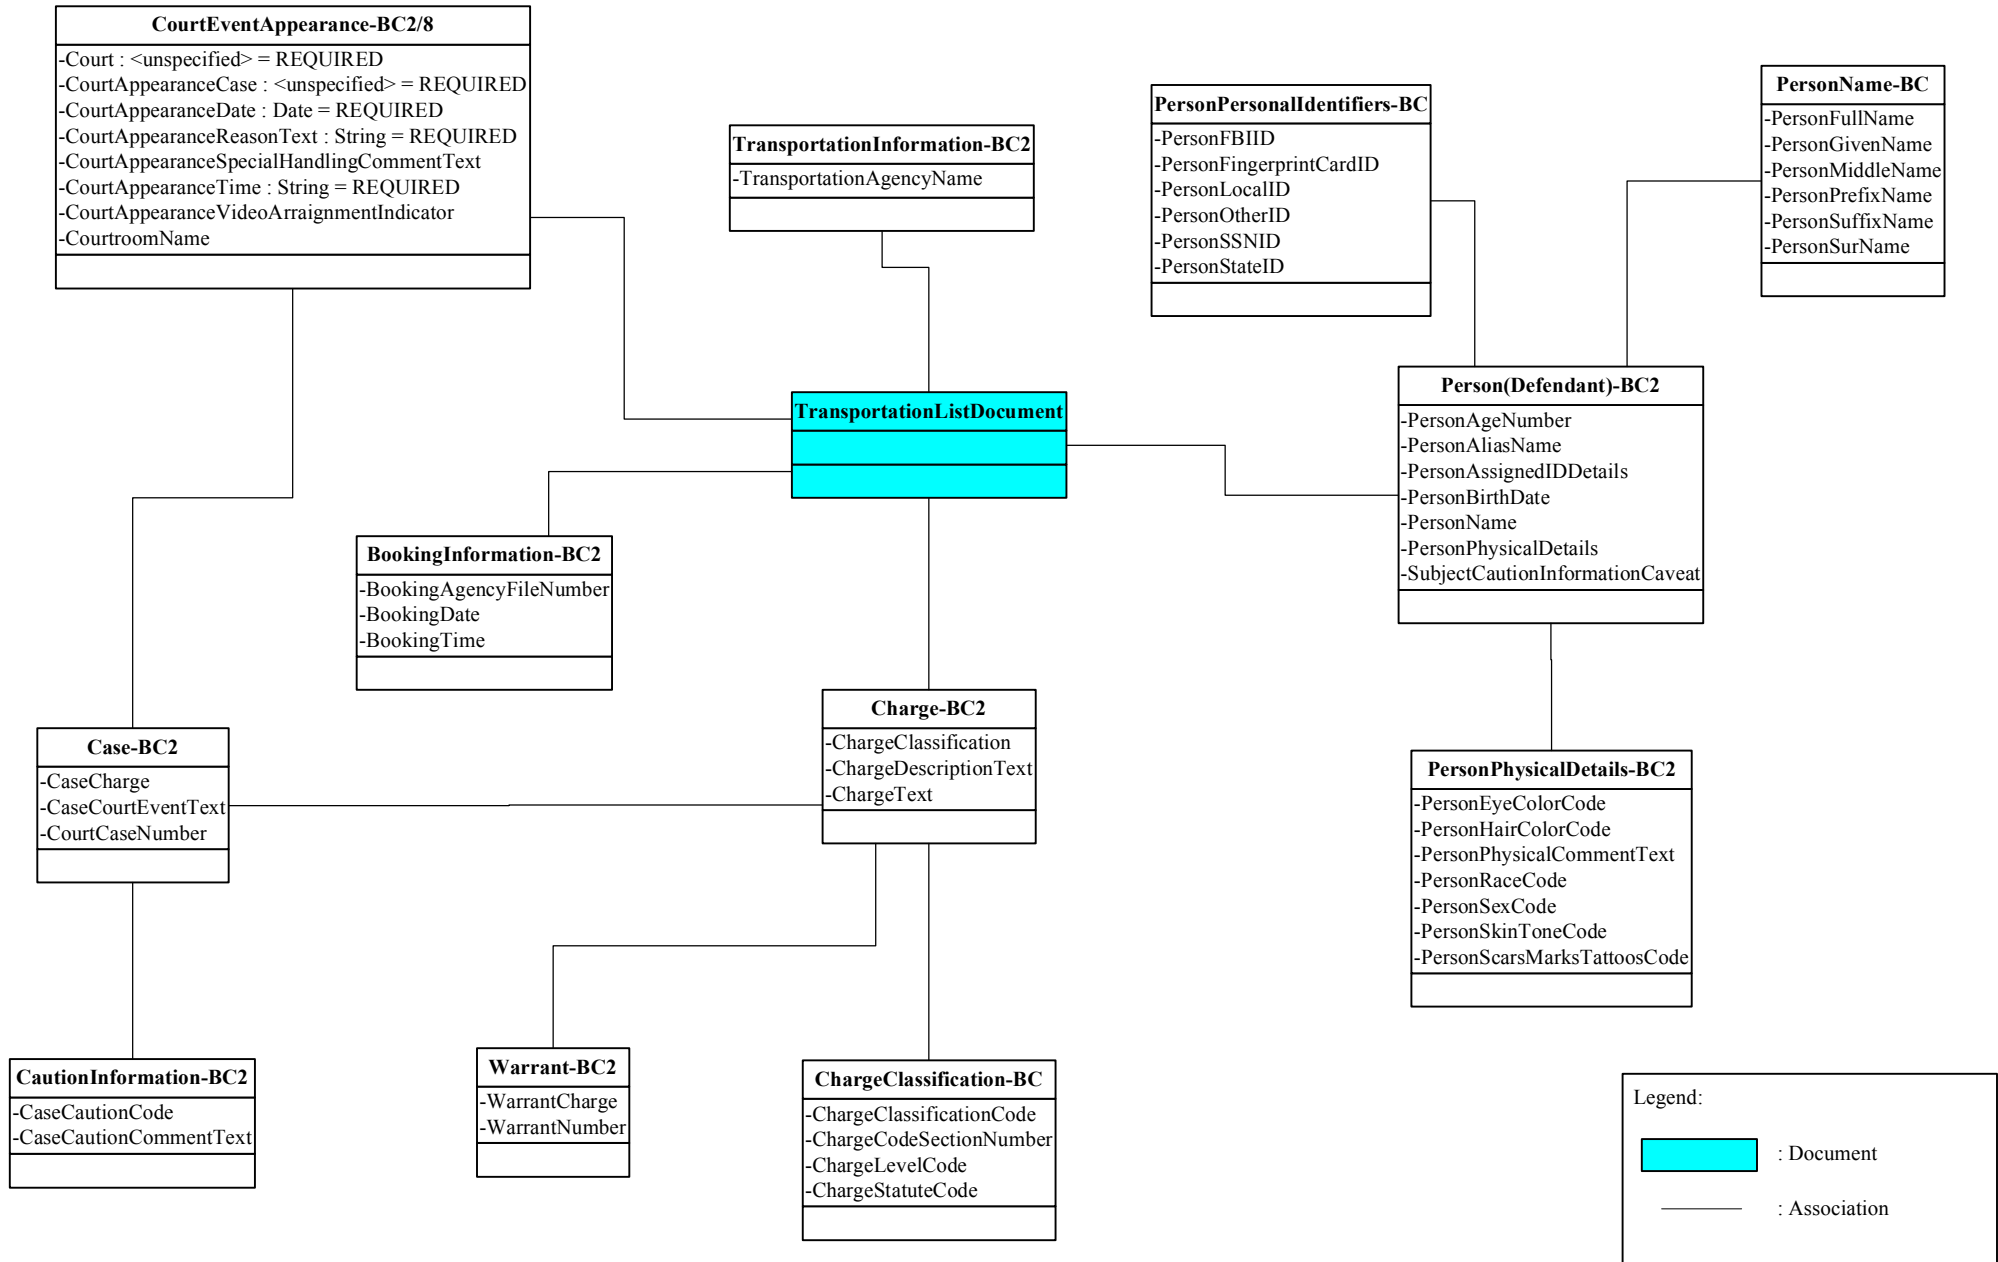 CourtEventAppearance-BC2/8
-Court : <unspecified> = REQUIRED
-CourtAppearanceCase : <unspecified> = REQUIRED
-CourtAppearanceDate : Date = REQUIRED
-CourtAppearanceReasonText : String = REQUIRED
-CourtAppearanceSpecialHandlingCommentText
-CourtAppearanceTime : String = REQUIRED
-CourtAppearanceVideoArraignmentIndicator
-CourtroomName
TransportationInformation-BC2
-TransportationAgencyName
PersonPersonalIdentifiers-BC
-PersonFBIID
-PersonFingerprintCardID
-PersonLocalID
-PersonOtherID
-PersonSSNID
-PersonStateID
PersonName-BC
-PersonFullName
-PersonGivenName
-PersonMiddleName
-PersonPrefixName
-PersonSuffixName
-PersonSurName
TransportationListDocument
Person(Defendant)-BC2
-PersonAgeNumber
-PersonAliasName
-PersonAssignedIDDetails
-PersonBirthDate
-PersonName
-PersonPhysicalDetails
-SubjectCautionInformationCaveat
BookingInformation-BC2
-BookingAgencyFileNumber
-BookingDate
-BookingTime
Case-BC2
-CaseCharge
-CaseCourtEventText
-CourtCaseNumber
Charge-BC2
-ChargeClassification
-ChargeDescriptionText
-ChargeText
PersonPhysicalDetails-BC2
-PersonEyeColorCode
-PersonHairColorCode
-PersonPhysicalCommentText
-PersonRaceCode
-PersonSexCode
-PersonSkinToneCode
-PersonScarsMarksTattoosCode
CautionInformation-BC2
-CaseCautionCode
-CaseCautionCommentText
Warrant-BC2
-WarrantCharge
-WarrantNumber
ChargeClassification-BC
-ChargeClassificationCode
-ChargeCodeSectionNumber
-ChargeLevelCode
-ChargeStatuteCode
Legend:
: Document
: Association